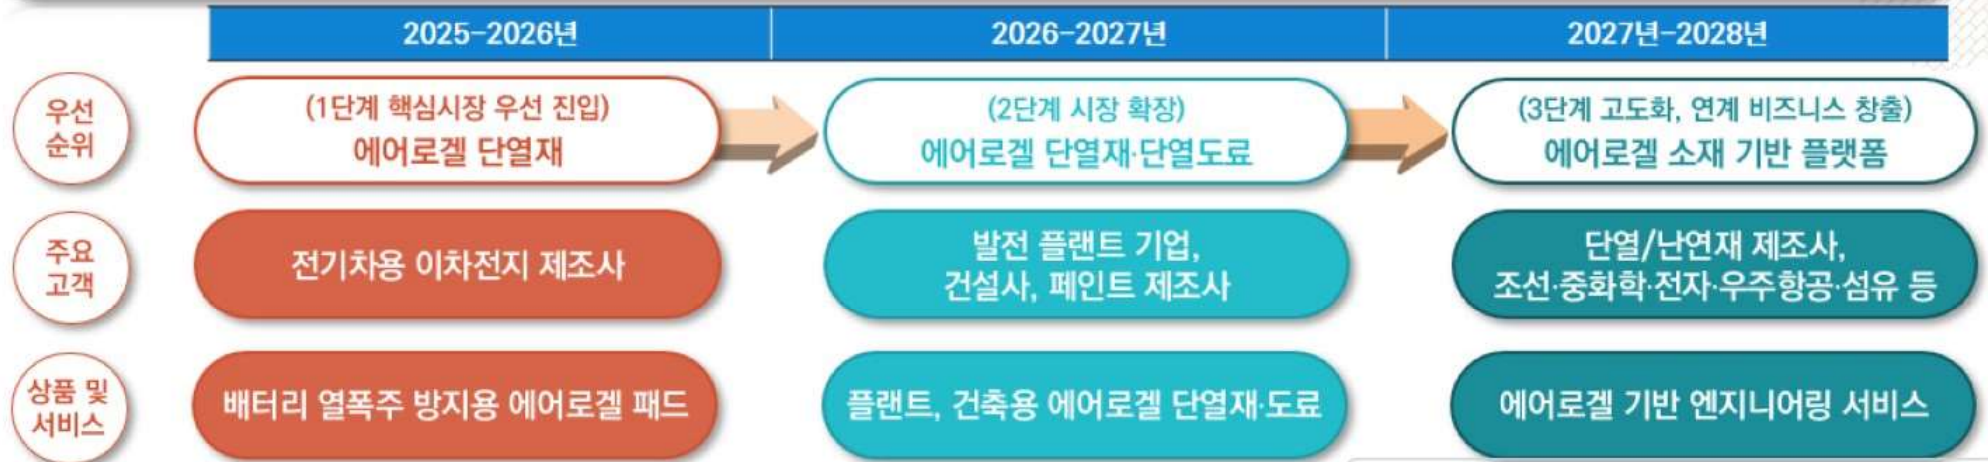 2025-2026년
2026-2027년
2027년-2028년
우선
순위
(1단계 핵심시장 우선 진입)
에어로겔 단열재
(2단계 시장 확장)
에어로겔 단열재·단열도료
(3단계 고도화, 연계 비즈니스 창출)
에어로겔 소재 기반 플랫폼
주요
고객
전기차용 이차전지 제조사
발전 플랜트 기업,
건설사, 페인트 제조사
단열/난연재 제조사,
조선·중화학·전자·우주항공·섬유 등
상품 및
서비스
배터리 열폭주 방지용 에어로겔 패드
플랜트, 건축용 에어로겔 단열재·도료
에어로겔 기반 엔지니어링 서비스